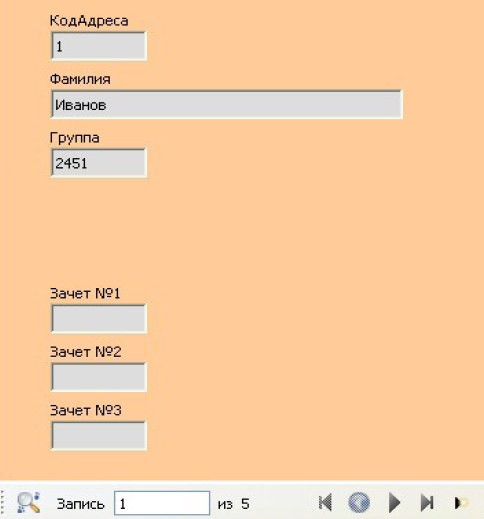 КодАдреса
1
Фамилия
Иванов
Группа
2451
Зачет №1
Зачет №2
Зачет №3
Запись 1 из 5